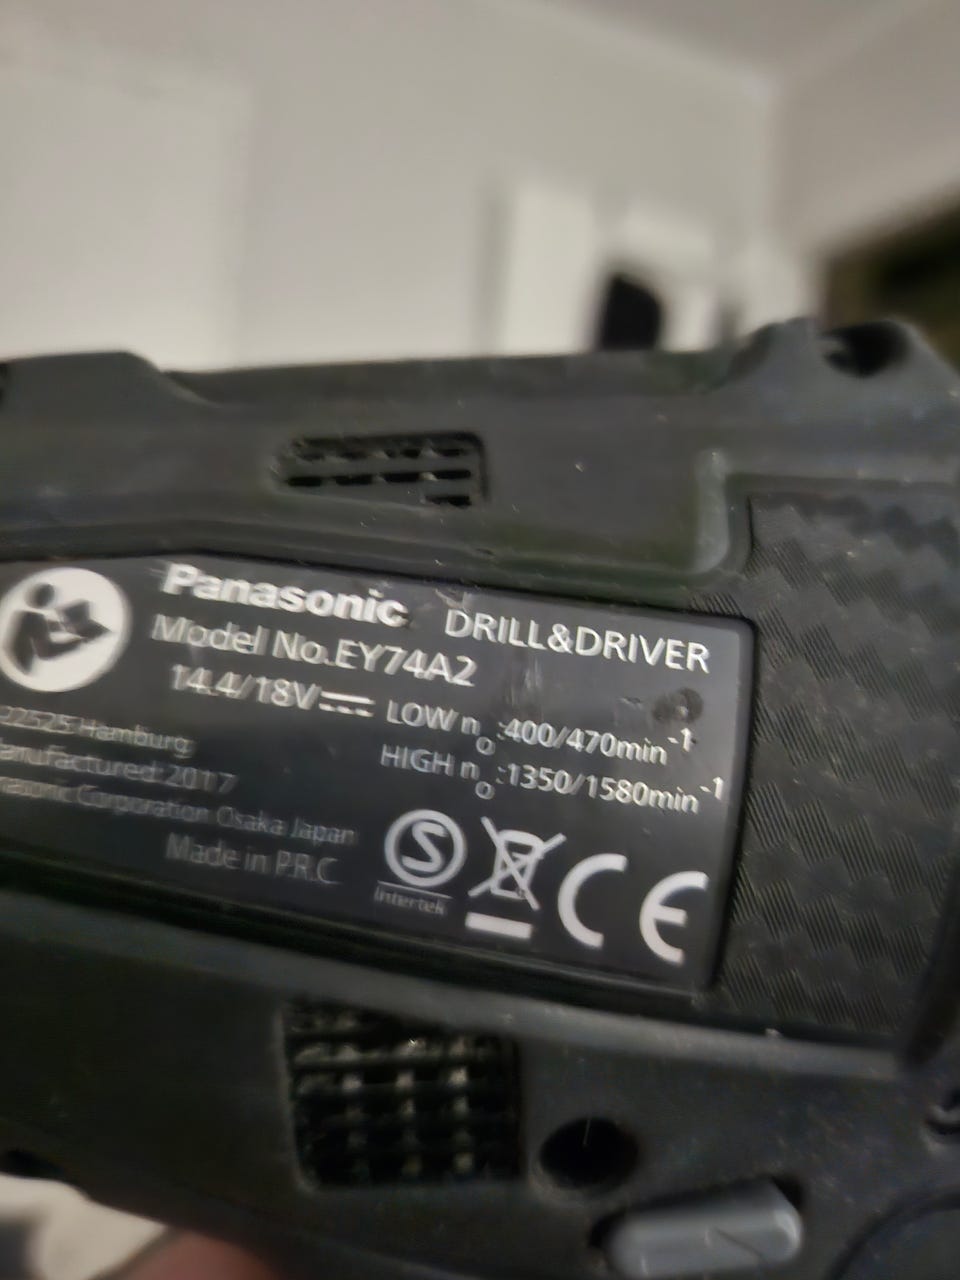 Panasonic DRILL&DRIVER
Model No.EY74A2
14.4/18V⎓ LOW n₀:400/470min⁻¹
HIGH n₀:1350/1580min⁻¹
22525 Hamburg
Manufactured: 2017
Corporation Osaka Japan
Made in P.R.C
S
Intertek
CE